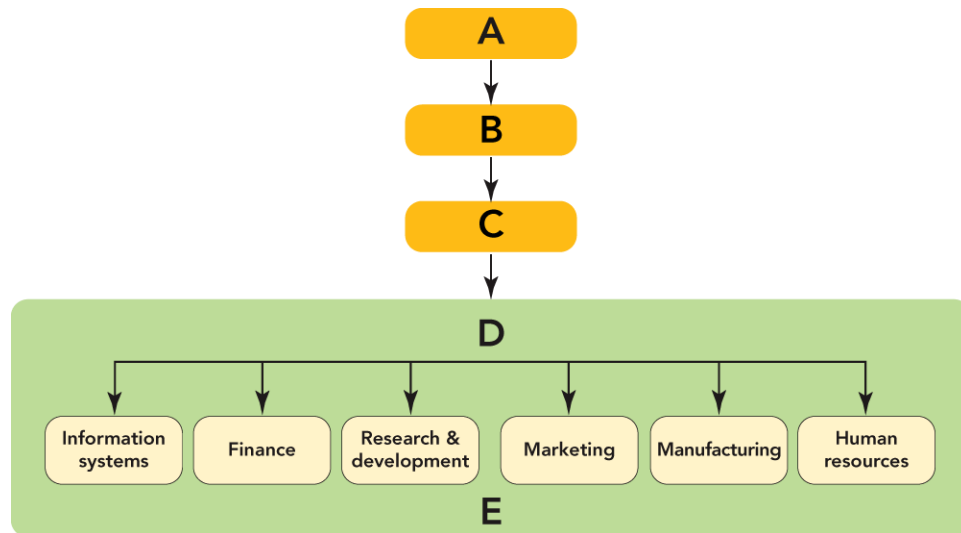 A
B
C
D
Information
systems
Finance
Research &
development
Marketing
Manufacturing
Human
resources
E